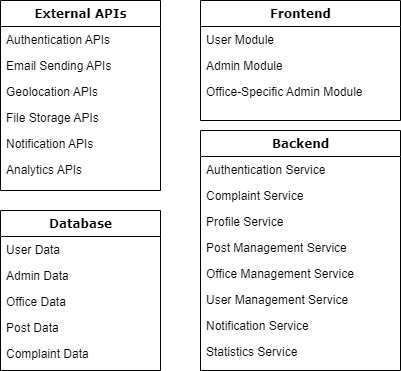 External APIs
Authentication APIs
Email Sending APIs
Geolocation APIs
File Storage APIs
Notification APIs
Analytics APIs
Frontend
User Module
Admin Module
Office-Specific Admin Module
Database
User Data
Admin Data
Office Data
Post Data
Complaint Data
Backend
Authentication Service
Complaint Service
Profile Service
Post Management Service
Office Management Service
User Management Service
Notification Service
Statistics Service